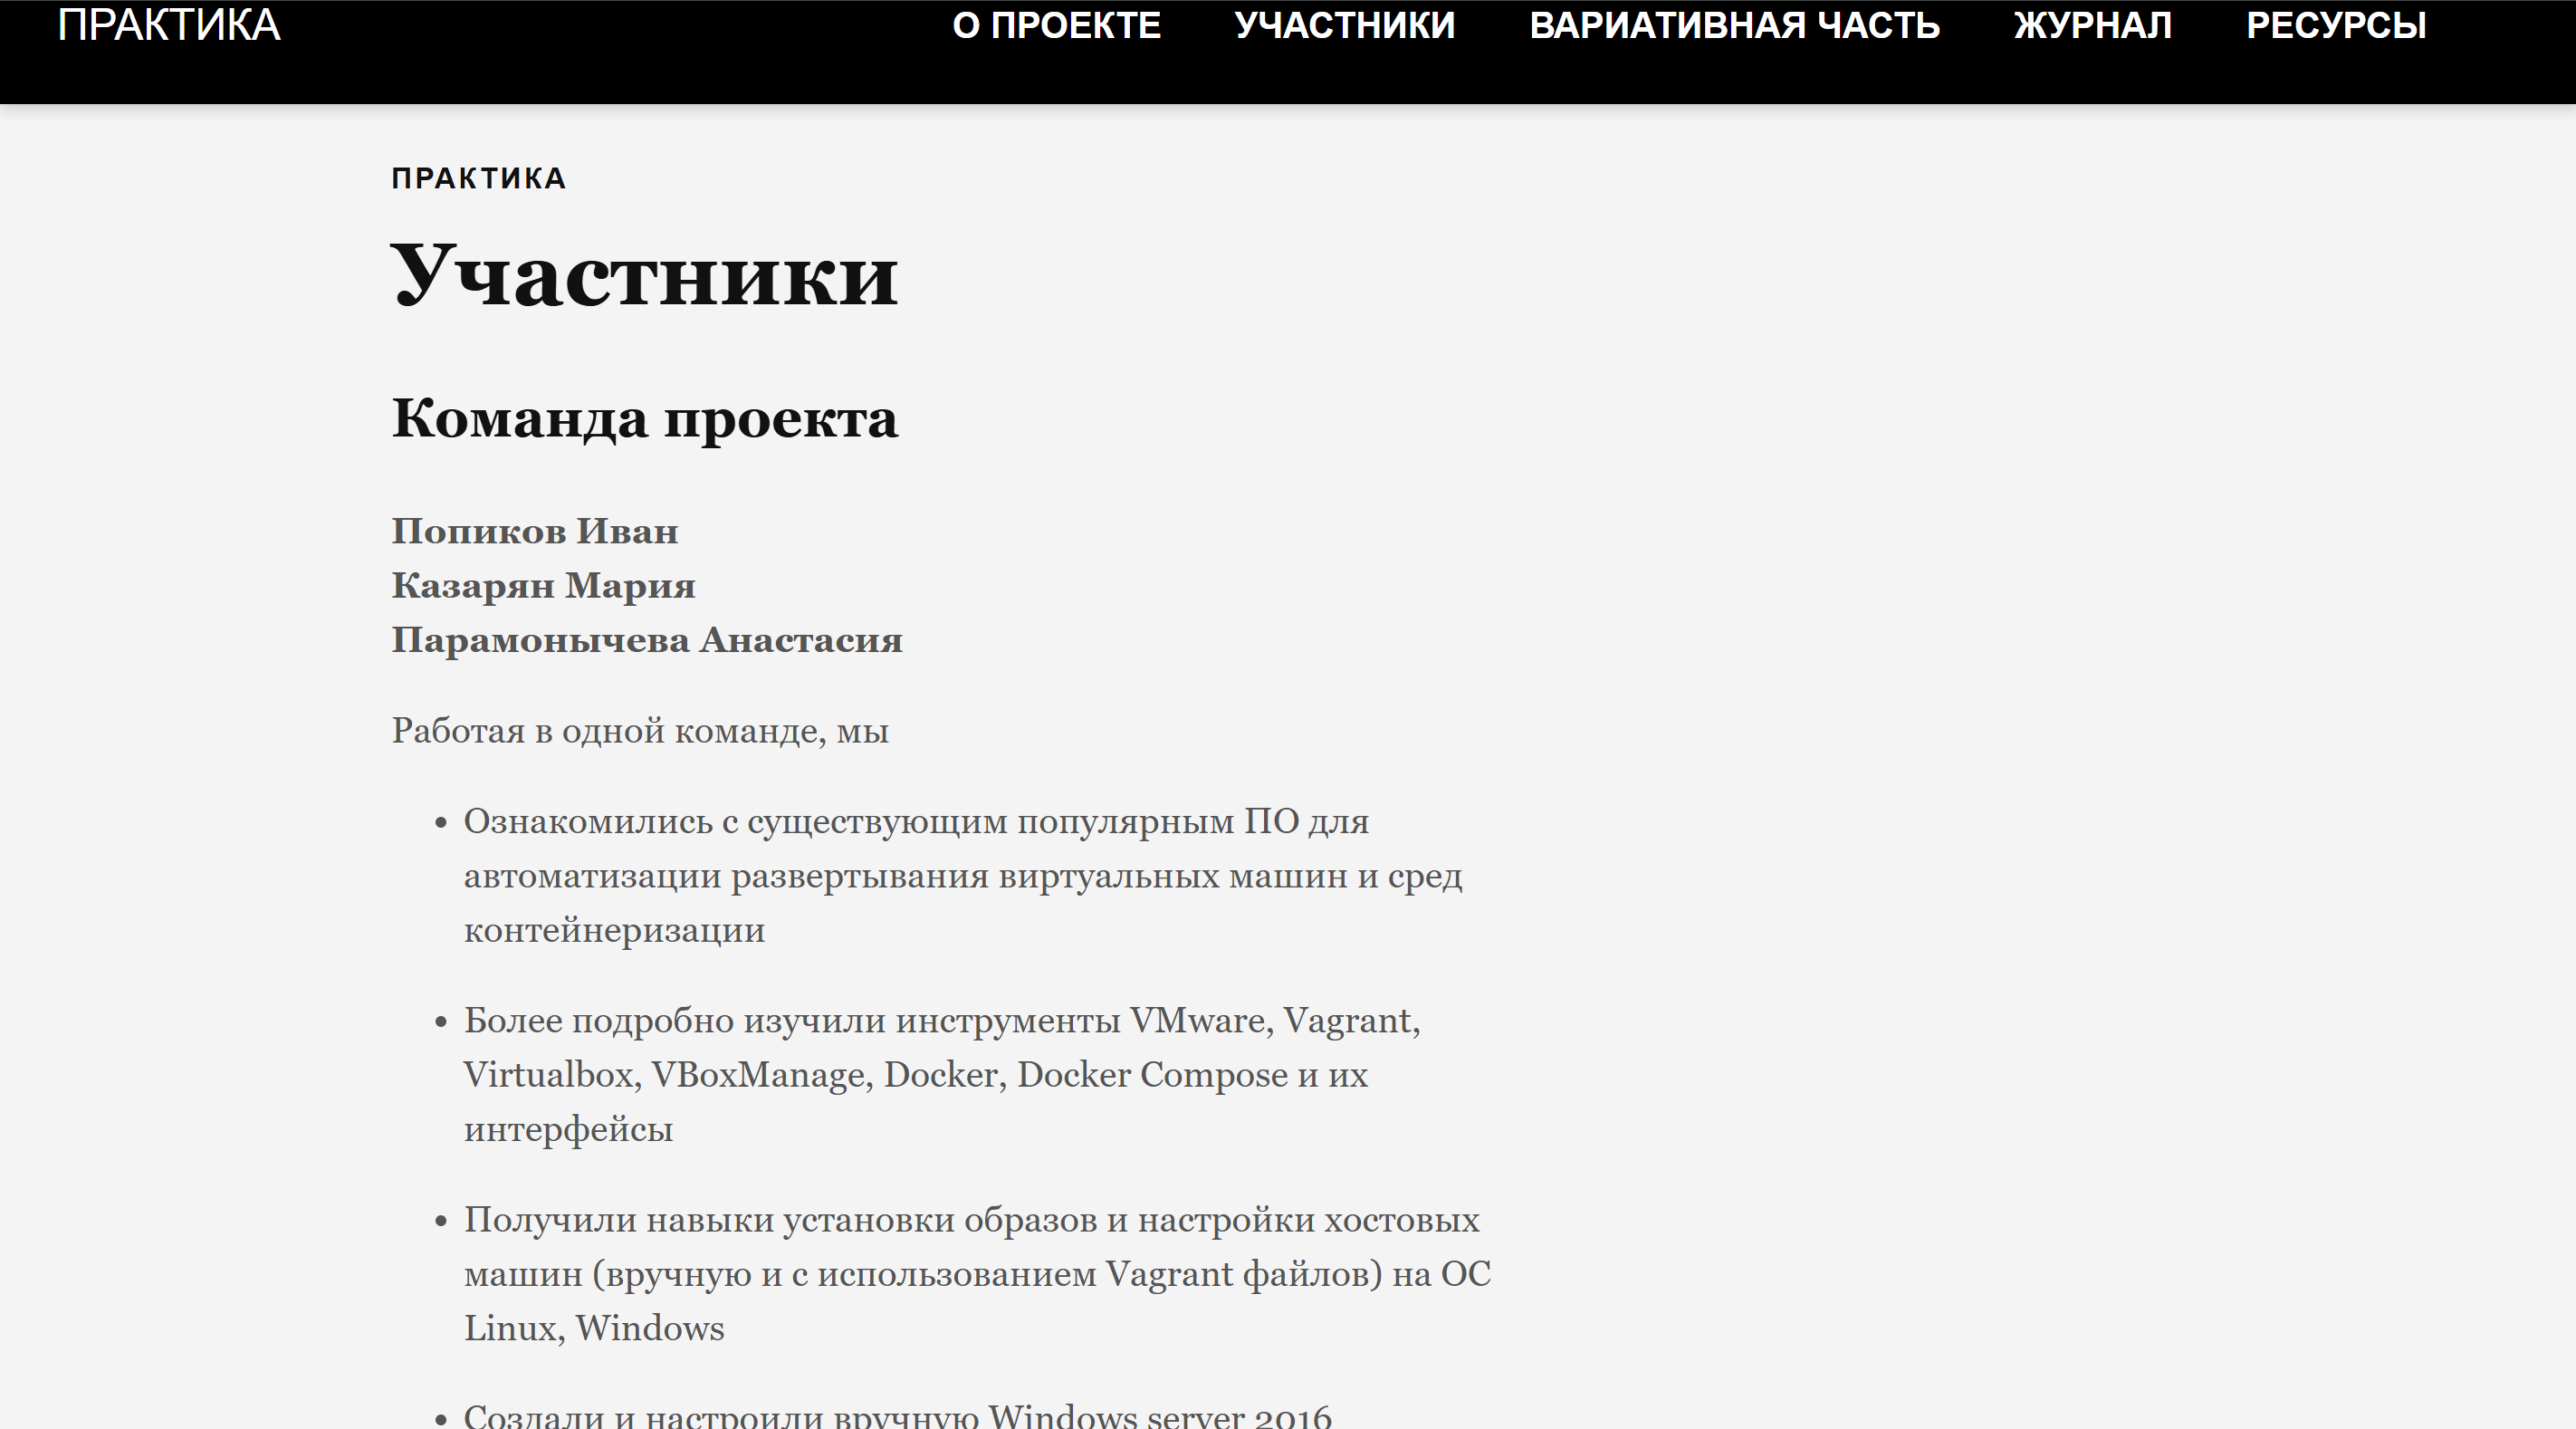 ПРАКТИКА
О ПРОЕКТЕ УЧАСТНИКИ ВАРИАТИВНАЯ ЧАСТЬ ЖУРНАЛ РЕСУРСЫ
ПРАКТИКА
Участники
Команда проекта
Попиков Иван
Казарян Мария
Парамонычева Анастасия
Работая в одной команде, мы
• Ознакомились с существующим популярным ПО для
автоматизации развертывания виртуальных машин и сред
контейнеризации
• Более подробно изучили инструменты VMware, Vagrant,
Virtualbox, VBoxManage, Docker, Docker Compose и их
интерфейсы
• Получили навыки установки образов и настройки хостовых
машин (вручную и с использованием Vagrant файлов) на ОС
Linux, Windows
• Создали и настроили вручную Windows server 2016